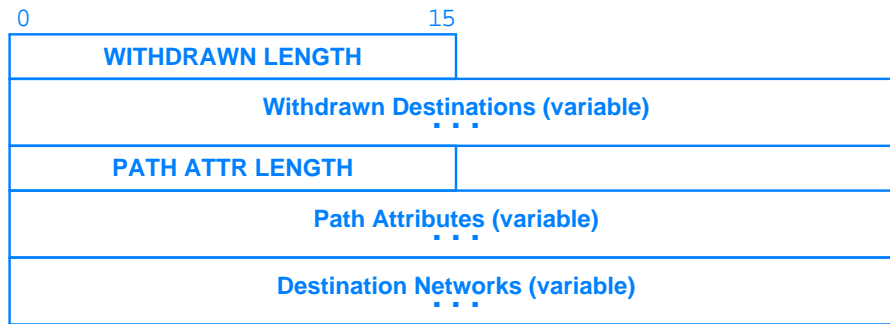 0 15
WITHDRAWN LENGTH
Withdrawn Destinations (variable)
. . .
PATH ATTR LENGTH
Path Attributes (variable)
. . .
Destination Networks (variable)
. . .